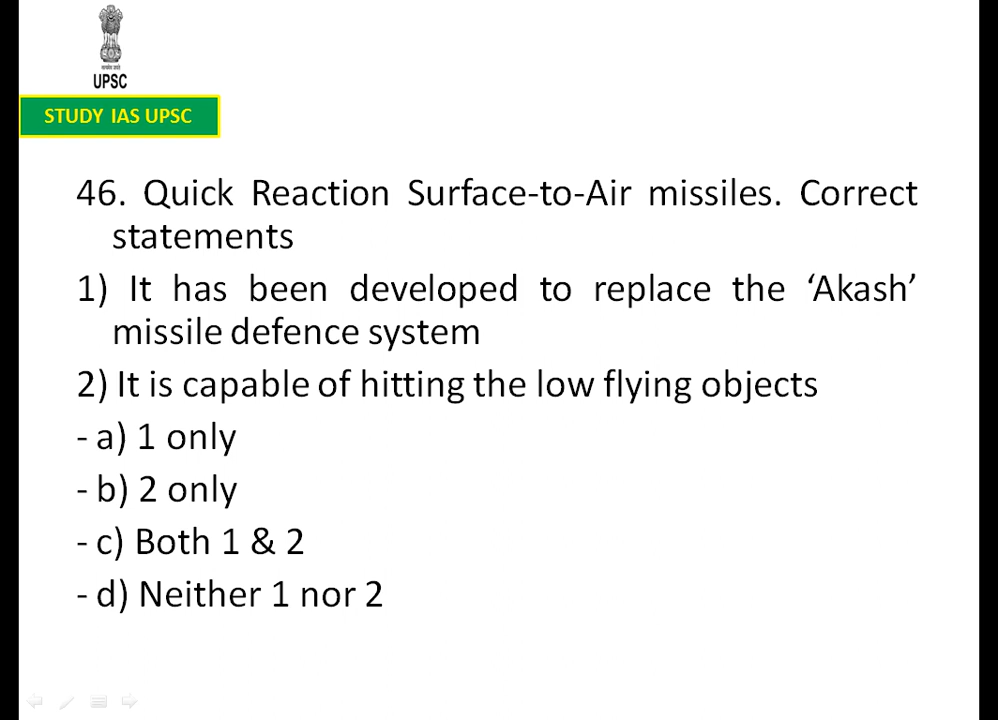 UPSC
STUDY IAS UPSC
46. Quick Reaction Surface-to-Air missiles. Correct
statements
1) It has been developed to replace the ‘Akash’
missile defence system
2) It is capable of hitting the low flying objects
- a) 1 only
- b) 2 only
- c) Both 1 & 2
- d) Neither 1 nor 2